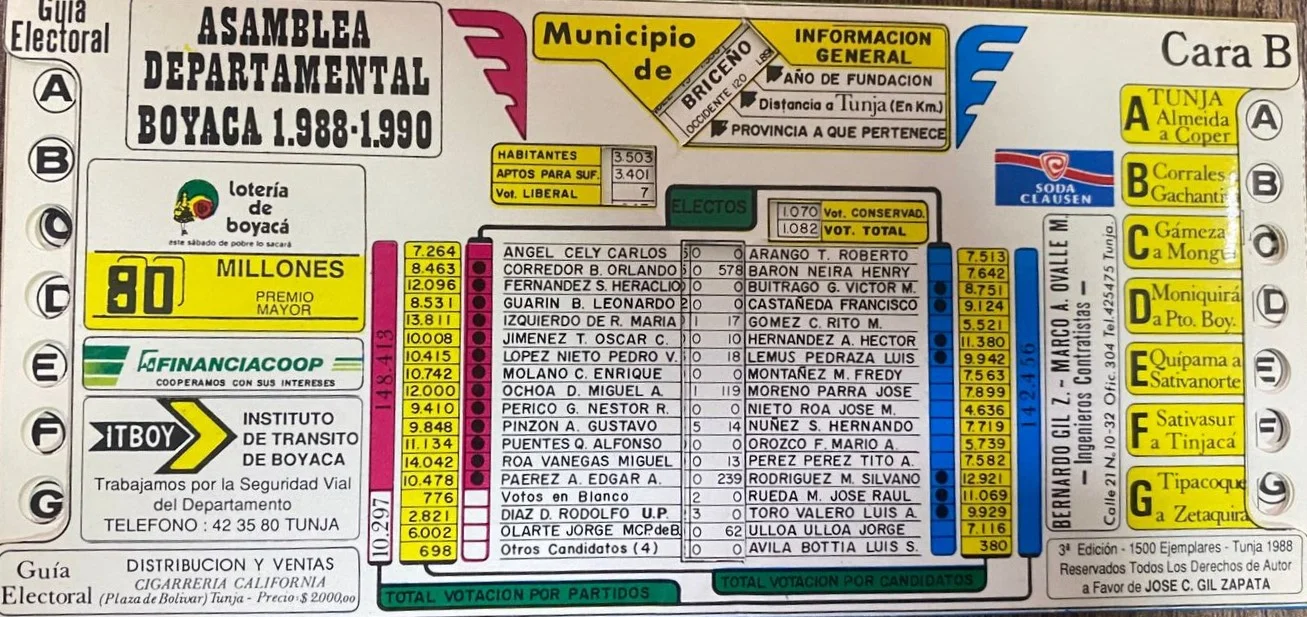 Guía
Electoral
A
B
C
D
E
F
G
ASAMBLEA
DEPARTAMENTAL
BOYACA 1.988-1.990
lotería
de
boyacá
este sábado de pobre lo sacará
80 MILLONES
PREMIO
MAYOR
FINANCIACOOP
COOPERAMOS CON SUS INTERESES
ITBOY
INSTITUTO
DE TRANSITO
DE BOYACA
Trabajamos por la Seguridad Vial
del Departamento
TELEFONO : 42 35 80 TUNJA
Guía
Electoral
DISTRIBUCION Y VENTAS
CIGARRERIA CALIFORNIA
(Plaza de Bolívar) Tunja - Precio:$ 2.000,oo
Municipio
de
BRICEÑO
OCCIDENTE 120
INFORMACION
GENERAL
AÑO DE FUNDACION
Distancia a Tunja (En Km.)
PROVINCIA A QUE PERTENECE
HABITANTES 3.503
APTOS PARA SUF. 3.401
Vot. LIBERAL 7
ELECTOS
1.070 Vot. CONSERVAD.
1.082 VOT. TOTAL
148.413
10.297
7.264 ANGEL CELY CARLOS 0 0 ARANGO T. ROBERTO 7.513
8.463 CORREDOR B. ORLANDO 0 578 BARON NEIRA HENRY 7.642
12.096 FERNANDEZ S. HERACLIO 0 0 BUITRAGO G. VICTOR M. 8.751
8.531 GUARIN B. LEONARDO 0 0 CASTAÑEDA FRANCISCO 9.124
13.811 IZQUIERDO DE R. MARIA 1 17 GOMEZ C. RITO M. 5.521
10.008 JIMENEZ T. OSCAR C. 0 10 HERNANDEZ A. HECTOR 11.380
10.415 LOPEZ NIETO PEDRO V. 0 18 LEMUS PEDRAZA LUIS 9.942
10.742 MOLANO C. ENRIQUE 0 0 MONTAÑEZ M. FREDY 7.563
12.000 OCHOA D. MIGUEL A. 1 119 MORENO PARRA JOSE 7.899
9.410 PERICO G. NESTOR R. 0 0 NIETO ROA JOSE M. 4.636
9.848 PINZON A. GUSTAVO 5 14 NUÑEZ S. HERNANDO 7.719
11.134 PUENTES Q. ALFONSO 0 0 OROZCO F. MARIO A. 5.739
14.042 ROA VANEGAS MIGUEL 0 13 PEREZ PEREZ TITO A. 7.582
10.478 PAEREZ A. EDGAR A. 0 239 RODRIGUEZ M. SILVANO 12.921
776 Votos en Blanco 2 0 RUEDA M. JOSE RAUL 11.069
2.821 DIAZ D. RODOLFO U.P. 3 0 TORO VALERO LUIS A. 9.929
6.002 OLARTE JORGE MCP.deB. 62 ULLOA ULLOA JORGE 7.116
698 Otros Candidatos (4) 0 0 AVILA BOTTIA LUIS S. 380
142.456
TOTAL VOTACION POR PARTIDOS
TOTAL VOTACION POR CANDIDATOS
SODA
CLAUSEN
BERNARDO GIL Z. - MARCO A. OVALLE M.
— Ingenieros Contratistas —
Calle 21 N. 10-32 Ofic. 304 Tel.425475 Tunja.
Cara B
A TUNJA
Almeida
a Coper
B Corrales
Gachanti
C Gámeza
a Mongu
D Moniquirá
a Pto. Boy.
E Quípama a
Sativanorte
F Sativasur
a Tinjacá
G Tipacoque
a Zetaquira
A
B
C
D
E
F
G
3ª Edición - 1500 Ejemplares - Tunja 1988
Reservados Todos Los Derechos de Autor
a Favor de JOSE C. GIL ZAPATA